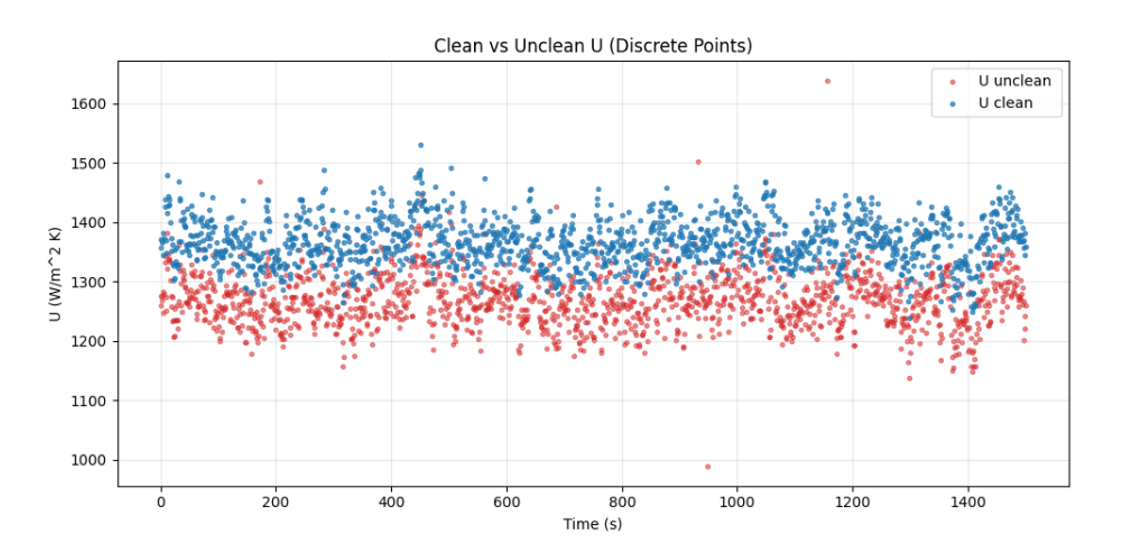 Clean vs Unclean U (Discrete Points)
U unclean
U clean
U (W/m^2 K)
1600
1500
1400
1300
1200
1100
1000
0 200 400 600 800 1000 1200 1400
Time (s)